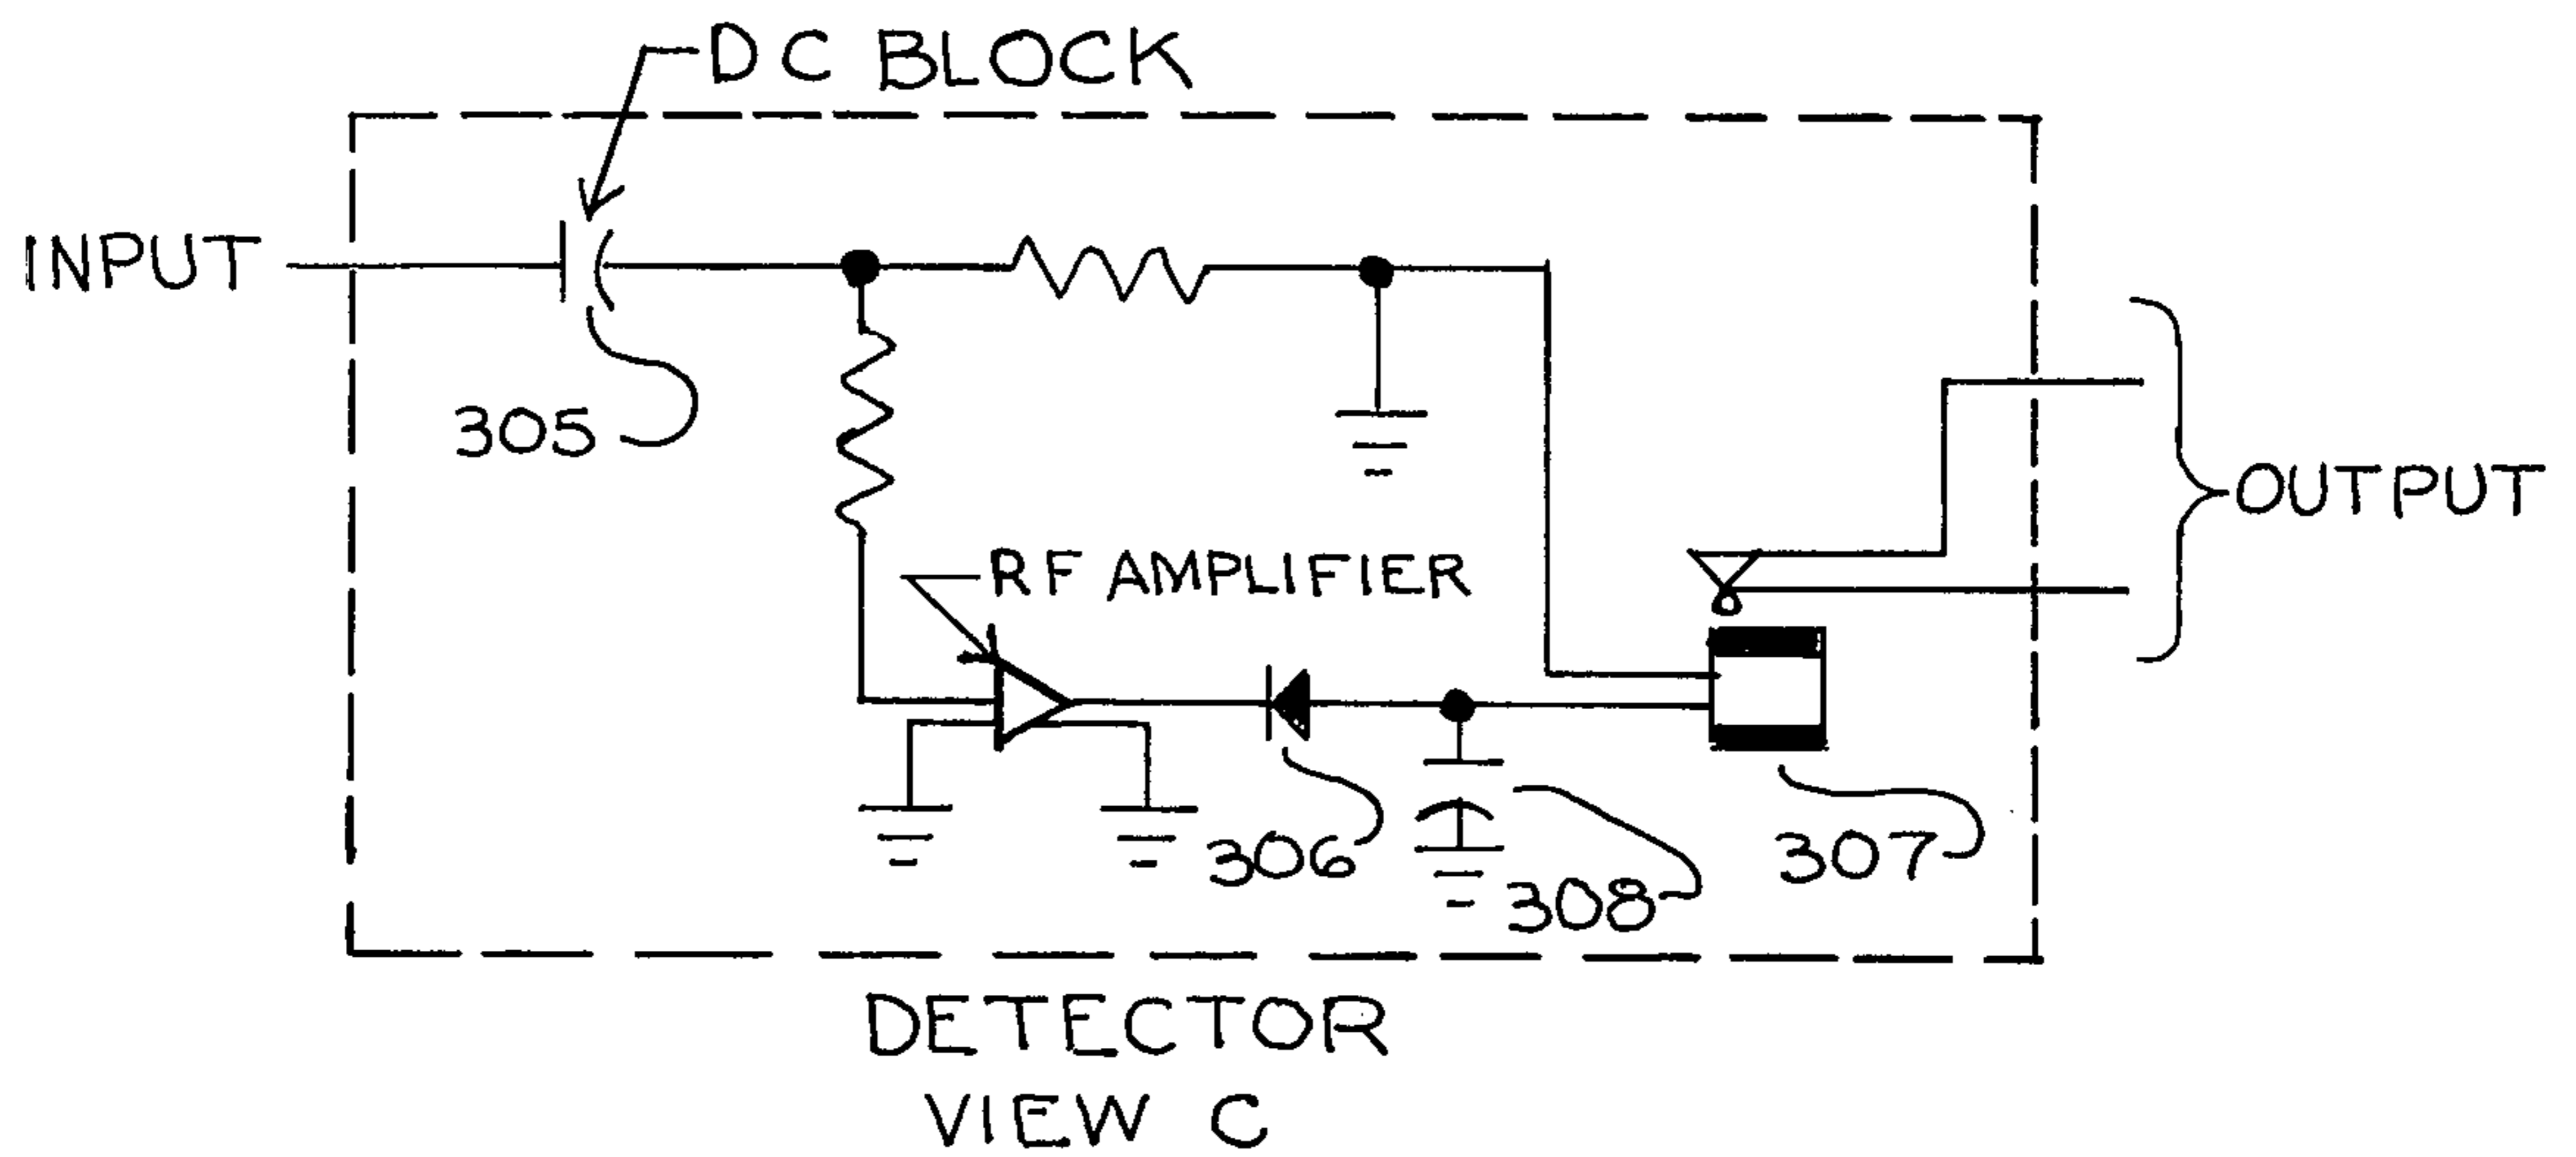 DC BLOCK
INPUT
305
OUTPUT
RF AMPLIFIER
306
308
307
DETECTOR
VIEW C